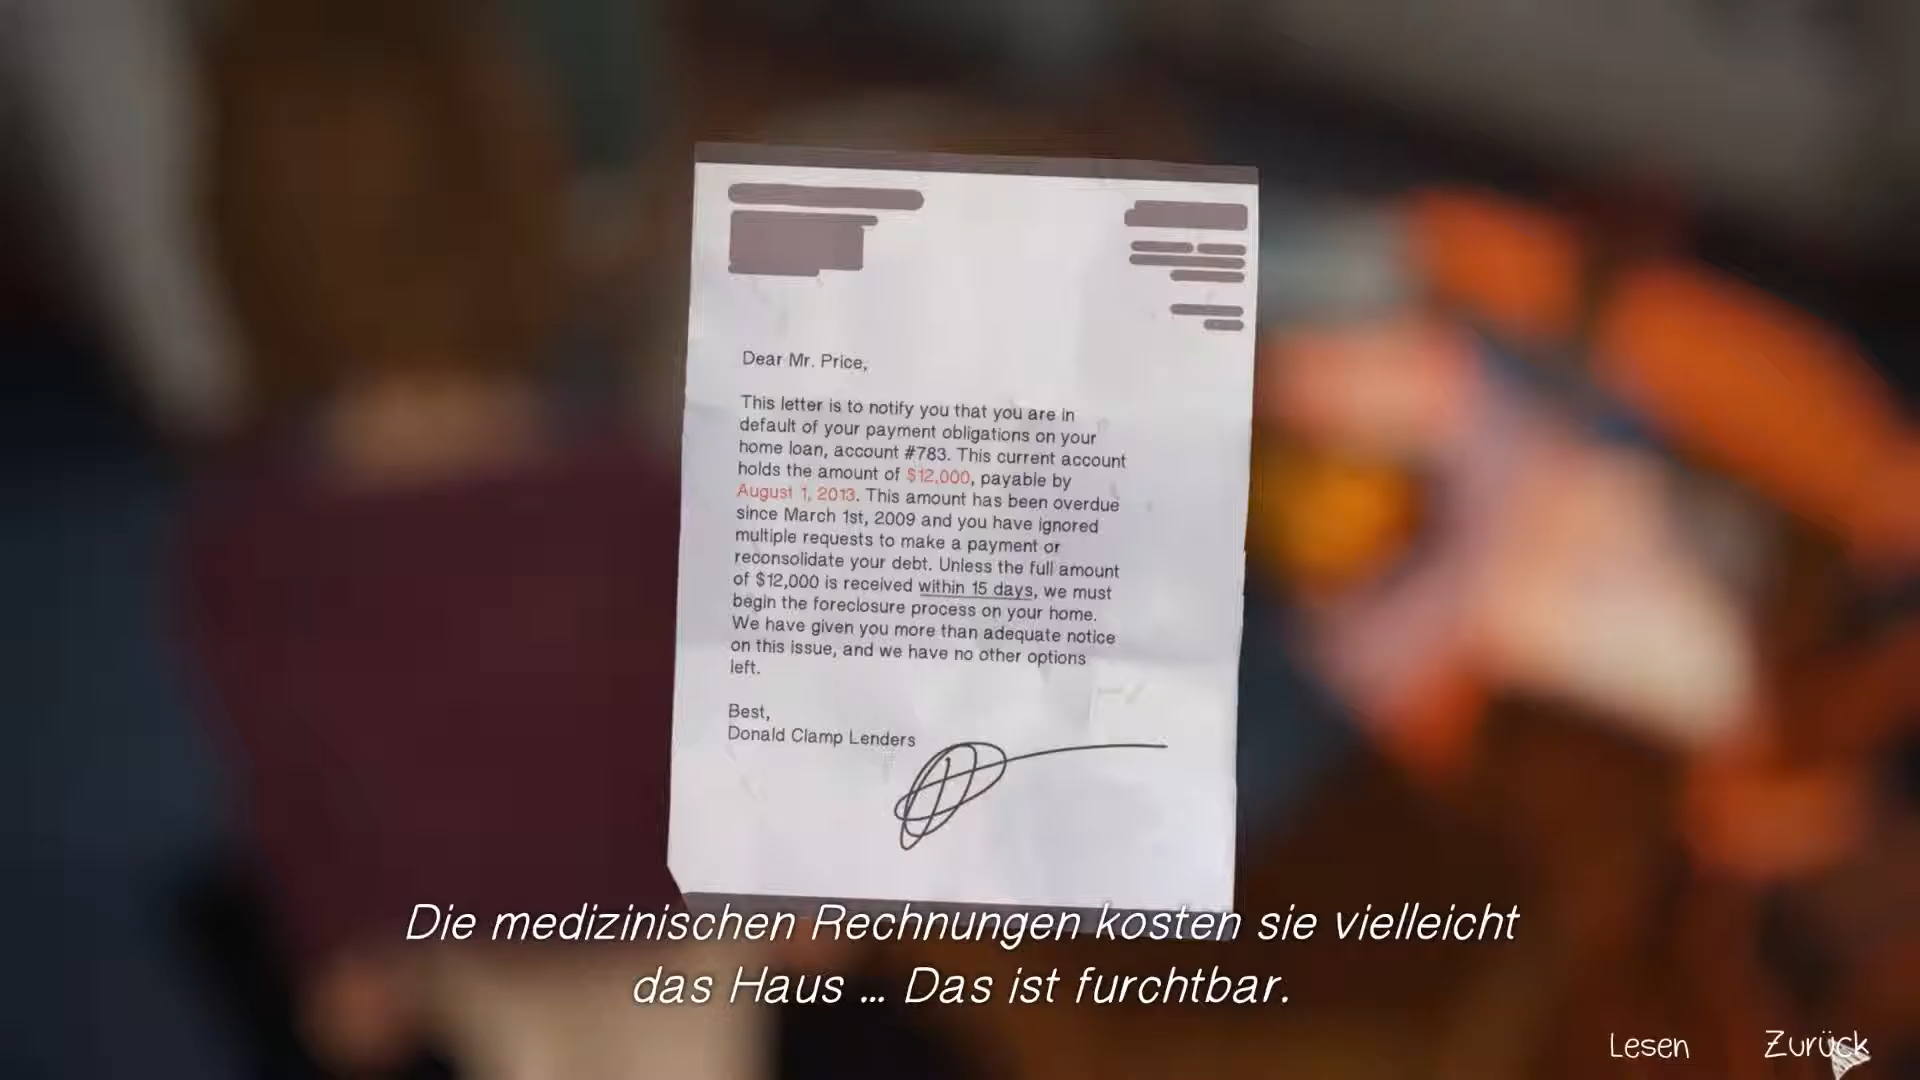 Dear Mr. Price,
This letter is to notify you that you are in
default of your payment obligations on your
home loan, account #783. This current account
holds the amount of $12,000, payable by
August 1, 2013. This amount has been overdue
since March 1st, 2009 and you have ignored
multiple requests to make a payment or
reconsolidate your debt. Unless the full amount
of $12,000 is received within 15 days, we must
begin the foreclosure process on your home.
We have given you more than adequate notice
on this issue, and we have no other options
left.
Best,
Donald Clamp Lenders
Die medizinischen Rechnungen kosten sie vielleicht
das Haus ... Das ist furchtbar.
Lesen Zurück